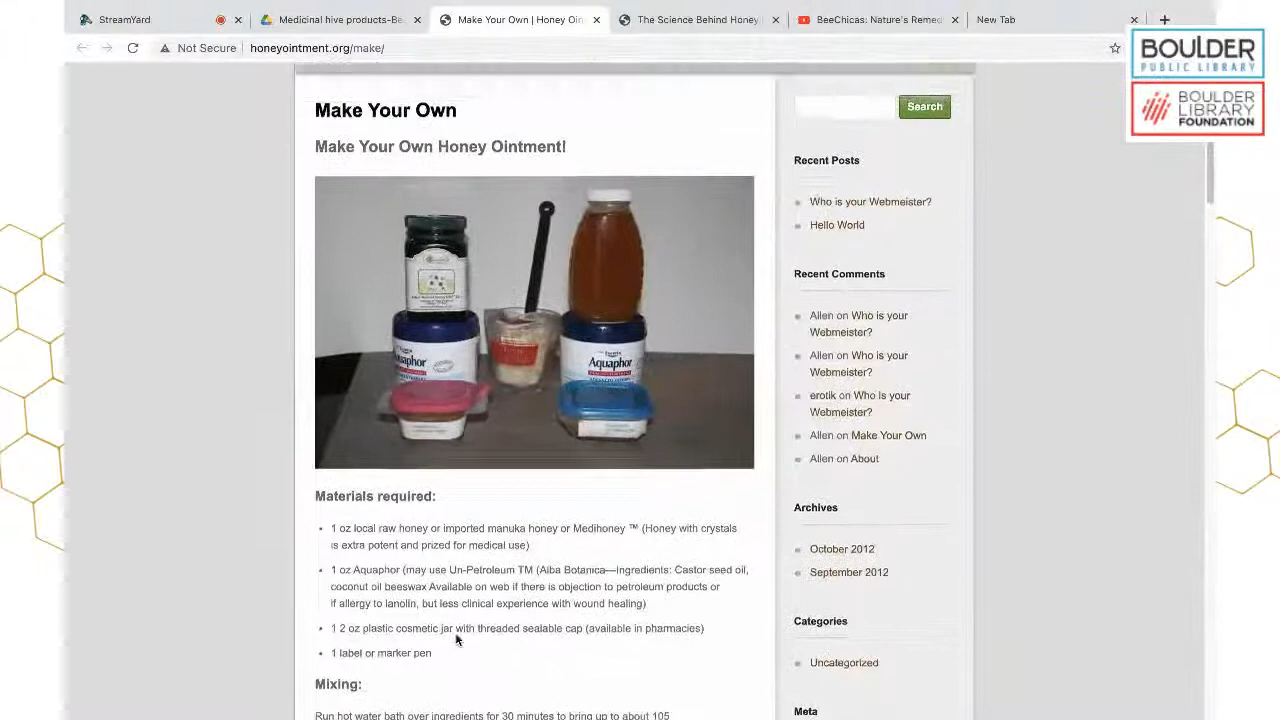 StreamYard
Medicinal hive products-Be
Make Your Own | Honey Oin
The Science Behind Honey
BeeChicas: Nature's Remed
New Tab
Not Secure
honeyointment.org/make/
BOULDER
PUBLIC LIBRARY
BOULDER
LIBRARY
FOUNDATION
Make Your Own
Make Your Own Honey Ointment!
Aquaphor
Aquaphor
Materials required:
1 oz local raw honey or imported manuka honey or Medihoney ™ (Honey with crystals
is extra potent and prized for medical use)
1 oz Aquaphor (may use Un-Petroleum TM (Alba Botanica—Ingredients: Castor seed oil,
coconut oil beeswax Available on web if there is objection to petroleum products or
if allergy to lanolin, but less clinical experience with wound healing)
1 2 oz plastic cosmetic jar with threaded sealable cap (available in pharmacies)
1 label or marker pen
Mixing:
Run hot water bath over ingredients for 30 minutes to bring up to about 105
Search
Recent Posts
Who is your Webmeister?
Hello World
Recent Comments
Allen on Who is your
Webmeister?
Allen on Who is your
Webmeister?
erotik on Who is your
Webmeister?
Allen on Make Your Own
Allen on About
Archives
October 2012
September 2012
Categories
Uncategorized
Meta